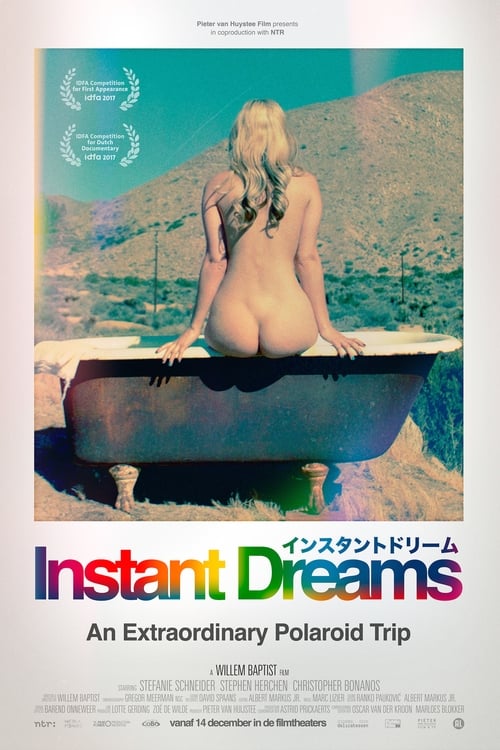 Pieter van Huystee Film presents
in coproduction with NTR
IDFA Competition
for First Appearance
idfa 2017
IDFA Competition
for Dutch
Documentary
idfa 2017
インスタントドリーム
Instant Dreams
An Extraordinary Polaroid Trip
A WILLEM BAPTIST FILM
STARRING STEFANIE SCHNEIDER STEPHEN HERCHEN CHRISTOPHER BONANOS
WILLEM BAPTIST GREGOR MEERMAN N.S.C. DAVID SPAANS ALBERT MARKUS JR. MARC LIZIER RANKO PAUKOVIĆ ALBERT MARKUS JR.
BAREND ONNEWEER LOTTE GERDING ZOË DE WILDE PIETER VAN HUIJSTEE ASTRID PRICKAERTS OSCAR VAN DER KROON MARLOES BLOKKER
ntr: vanaf 14 december in de filmtheaters